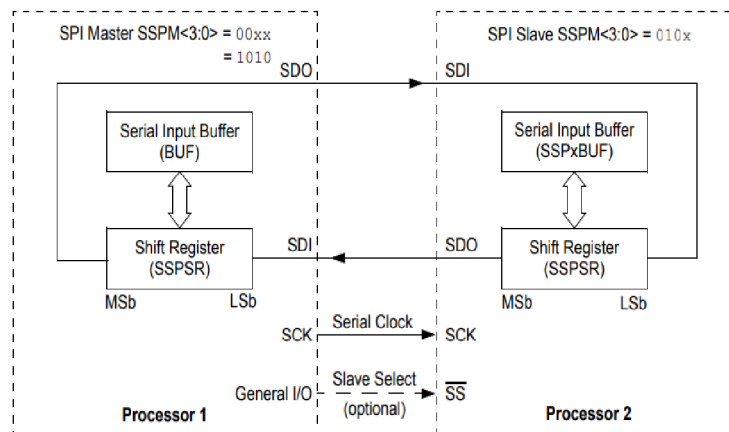 SPI Master SSPM<3:0> = 00xx
= 1010
SPI Slave SSPM<3:0> = 010x
SDO
SDI
Serial Input Buffer
(BUF)
Serial Input Buffer
(SSPxBUF)
Shift Register
(SSPSR)
SDI
SDO
Shift Register
(SSPSR)
MSb
LSb
MSb
LSb
SCK
Serial Clock
SCK
General I/O
Slave Select
(optional)
SS
Processor 1
Processor 2